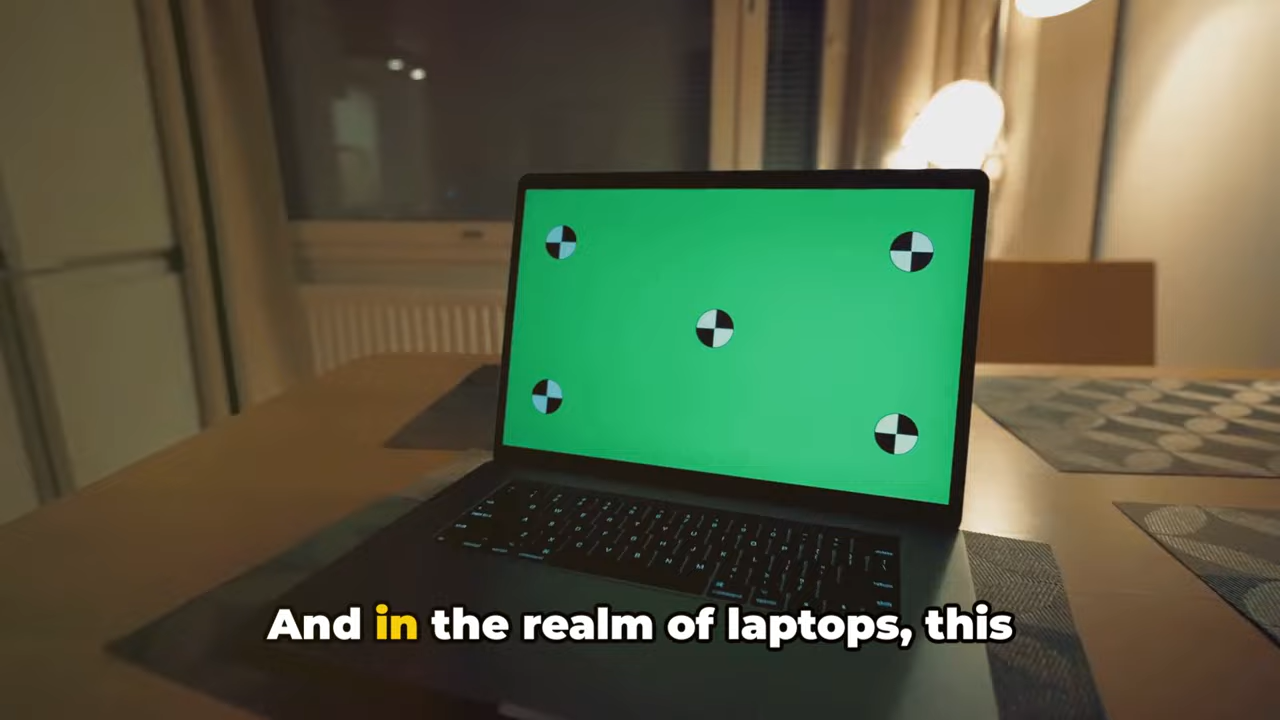 And in the realm of laptops, this